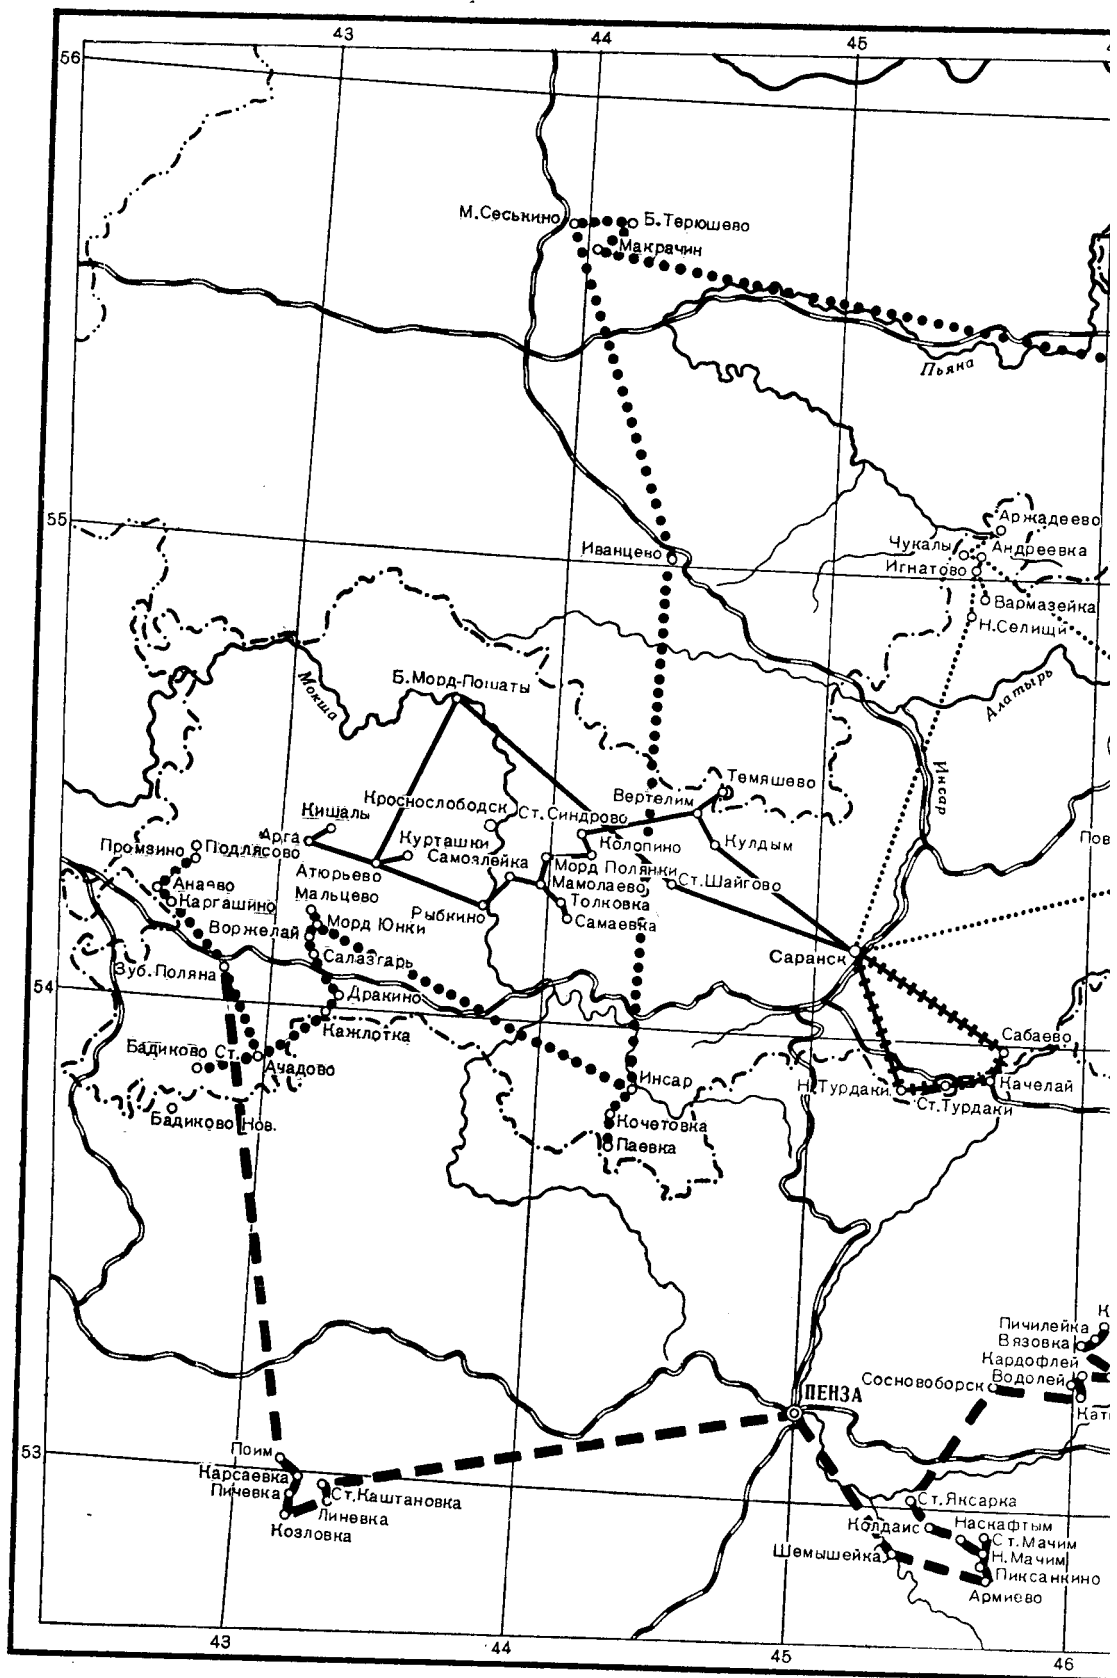 43
44
45
56
М.Сеськино
Б.Терюшево
Макрачин
Пьяна
55
Аржадеево
Чукалы
Андреевка
Иванцево
Игнатово
Вармазейка
Н.Селищи
Мокша
Б.Морд-Пошаты
Алатырь
Инсар
Темяшево
Вертелим
Кроснослободск
Ст.Синдрово
Кишалы
Арга
Курташки
Колопино
Кулдым
Пов
Промзино
Подлясово
Самозлейка
Морд Полянки
Атюрьево
Ст.Шайгово
Анаево
Мальцево
Мамолаево
Каргашино
Рыбкино
Толковка
Воржелай
Морд Юнки
Самаевка
Салазгарь
Саранск
Зуб.Поляна
54
Дракино
Кажлотка
Сабаево
Бадиково Ст.
Ачадово
Инсар
Н.Турдаки
Качелай
Ст.Турдаки
Бадиково Нов.
Кочетовка
Паевка
К
Пичилейка
Вязовка
Кардофлей
Сосновоборск
Водолей
ПЕНЗА
Кат
53
Поим
Карсаевка
Пичевка
Ст.Каштановка
Линевка
Козловка
Ст.Яксарка
Колдаис
Наскафтым
Ст.Мачим
Шемышейка
Н.Мачим
Пиксанкино
Армиево
43
44
45
46